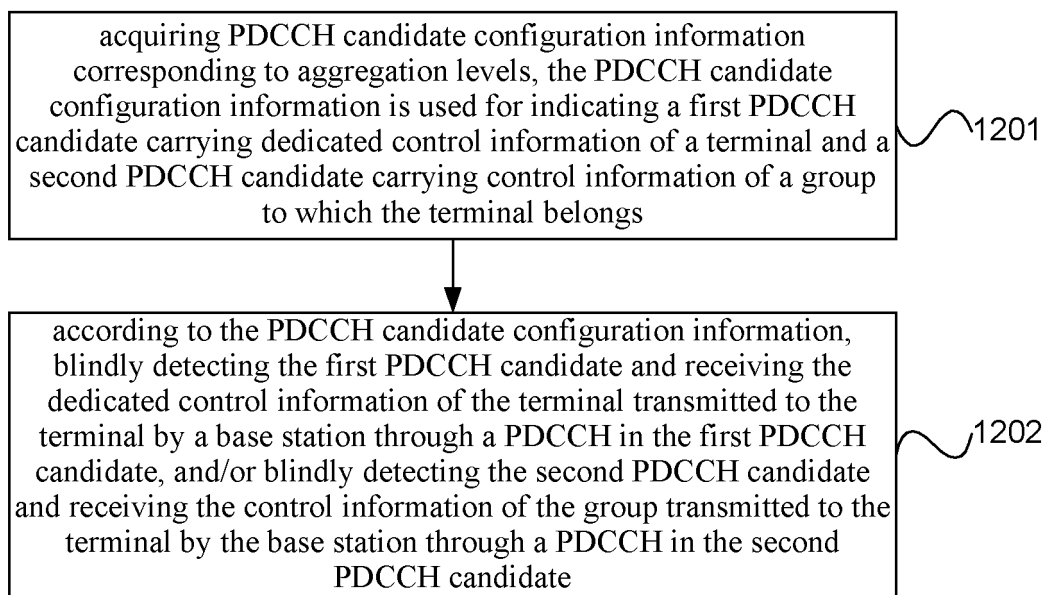 acquiring PDCCH candidate configuration information
corresponding to aggregation levels, the PDCCH candidate
configuration information is used for indicating a first PDCCH
candidate carrying dedicated control information of a terminal and a
second PDCCH candidate carrying control information of a group
to which the terminal belongs
1201
according to the PDCCH candidate configuration information,
blindly detecting the first PDCCH candidate and receiving the
dedicated control information of the terminal transmitted to the
terminal by a base station through a PDCCH in the first PDCCH
candidate, and/or blindly detecting the second PDCCH candidate
and receiving the control information of the group transmitted to the
terminal by the base station through a PDCCH in the second
PDCCH candidate
1202